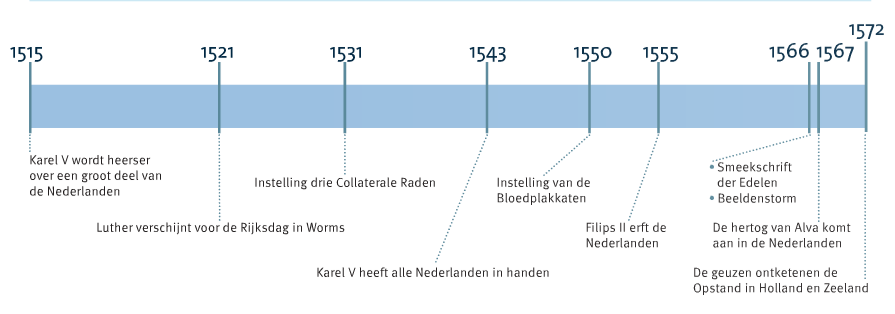 1515
1521
1531
1543
1550
1555
1566
1567
1572
Karel V wordt heerser
over een groot deel van
de Nederlanden
Luther verschijnt voor de Rijksdag in Worms
Instelling drie Collaterale Raden
Karel V heeft alle Nederlanden in handen
Instelling van de
Bloedplakkaten
Filips II erft de
Nederlanden
• Smeekschrift
der Edelen
• Beeldenstorm
De hertog van Alva komt
aan in de Nederlanden
De geuzen ontketenen de
Opstand in Holland en Zeeland